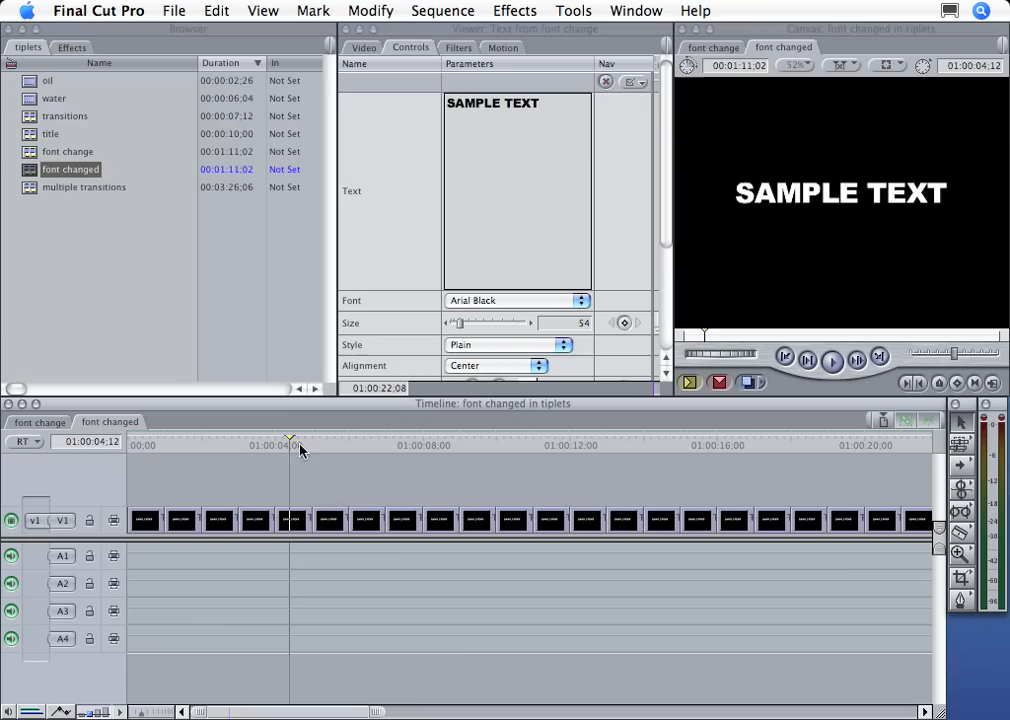 Final Cut Pro File Edit View Mark Modify Sequence Effects Tools Window Help
Browser
Viewer: Text from font change
Canvas: font changed in tiplets
tiplets Effects
Video Controls Filters Motion
font change font changed
Name Duration In
Name Parameters Nav
00:01:11;02 52% 01:00:04;12
oil 00:00:02;26 Not Set
water 00:00:06;04 Not Set
transitions 00:00:07;12 Not Set
title 00:00:10;00 Not Set
font change 00:01:11;02 Not Set
font changed 00:01:11;02 Not Set
multiple transitions 00:03:26;06 Not Set
Text SAMPLE TEXT
Font Arial Black
Size 54
Style Plain
Alignment Center
01:00:22;08
SAMPLE TEXT
Timeline: font changed in tiplets
font change font changed
RT 01:00:04;12
00;00 01:00:04;00 01:00:08;00 01:00:12;00 01:00:16;00 01:00:20;00
v1 V1
A1
A2
A3
A4